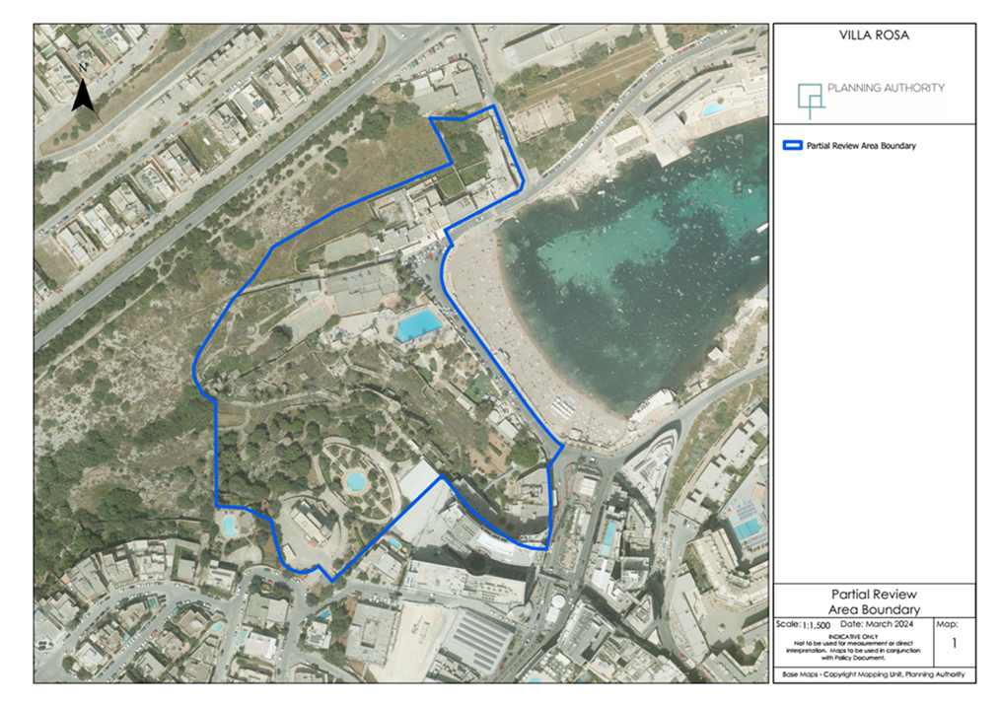 N
VILLA ROSA
PLANNING AUTHORITY
Partial Review Area Boundary
Partial Review
Area Boundary
Scale: 1:1,500 Date: March 2024 Map:
INDICATIVE ONLY
Not to be used for measurement or direct
interpretation. Maps to be used in conjunction
with Policy Document.
1
Base Maps - Copyright Mapping Unit, Planning Authority